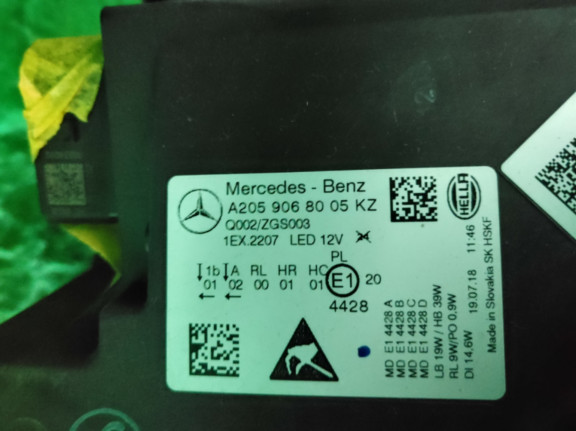 Mercedes - Benz
A205 906 80 05 KZ
Q002/ZGS003
1EX.2207 LED 12V
PL
1b A RL HR HC
01 02 00 01 01
E1
20
4428
HELLA
MD E1 4428 A
MD E1 4428 B
MD E1 4428 C
MD E1 4428 D
LB 19W / HB 39W
RL 9W/PO 0,9W
DI 14,6W
19.07.18 11:46
Made in Slovakia SK HSKF